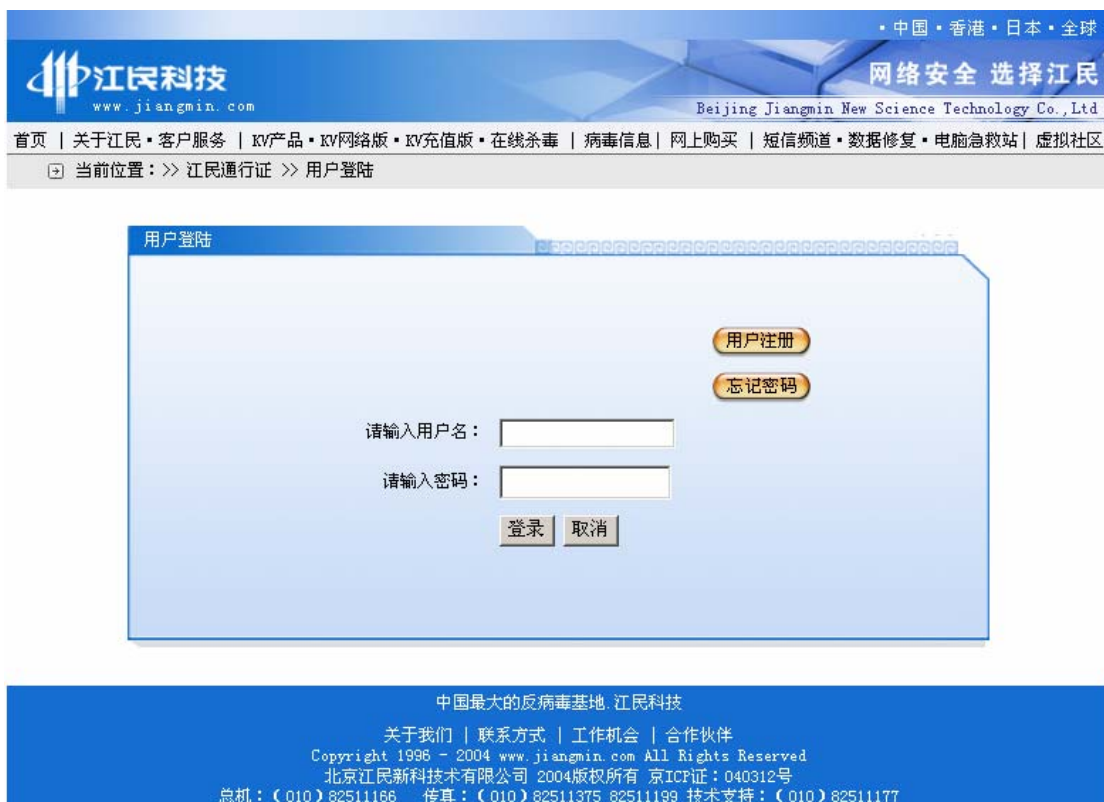 ▪中国▪香港▪日本▪全球
江民科技
www.jiangmin.com
网络安全 选择江民
Beijing Jiangmin New Science Technology Co.,Ltd
首页 | 关于江民▪客户服务 | KV产品▪KV网络版▪KV充值版▪在线杀毒 | 病毒信息| 网上购买 | 短信频道▪数据修复▪电脑急救站| 虚拟社区
当前位置：>> 江民通行证 >> 用户登陆
用户登陆
用户注册
忘记密码
请输入用户名：
请输入密码：
登录 取消
中国最大的反病毒基地.江民科技
关于我们 | 联系方式 | 工作机会 | 合作伙伴
Copyright 1996 - 2004 www.jiangmin.com All Rights Reserved
北京江民新科技术有限公司 2004版权所有 京ICP证：040312号
总机：（010）82511166 传真：（010）82511375 82511199 技术支持：（010）82511177